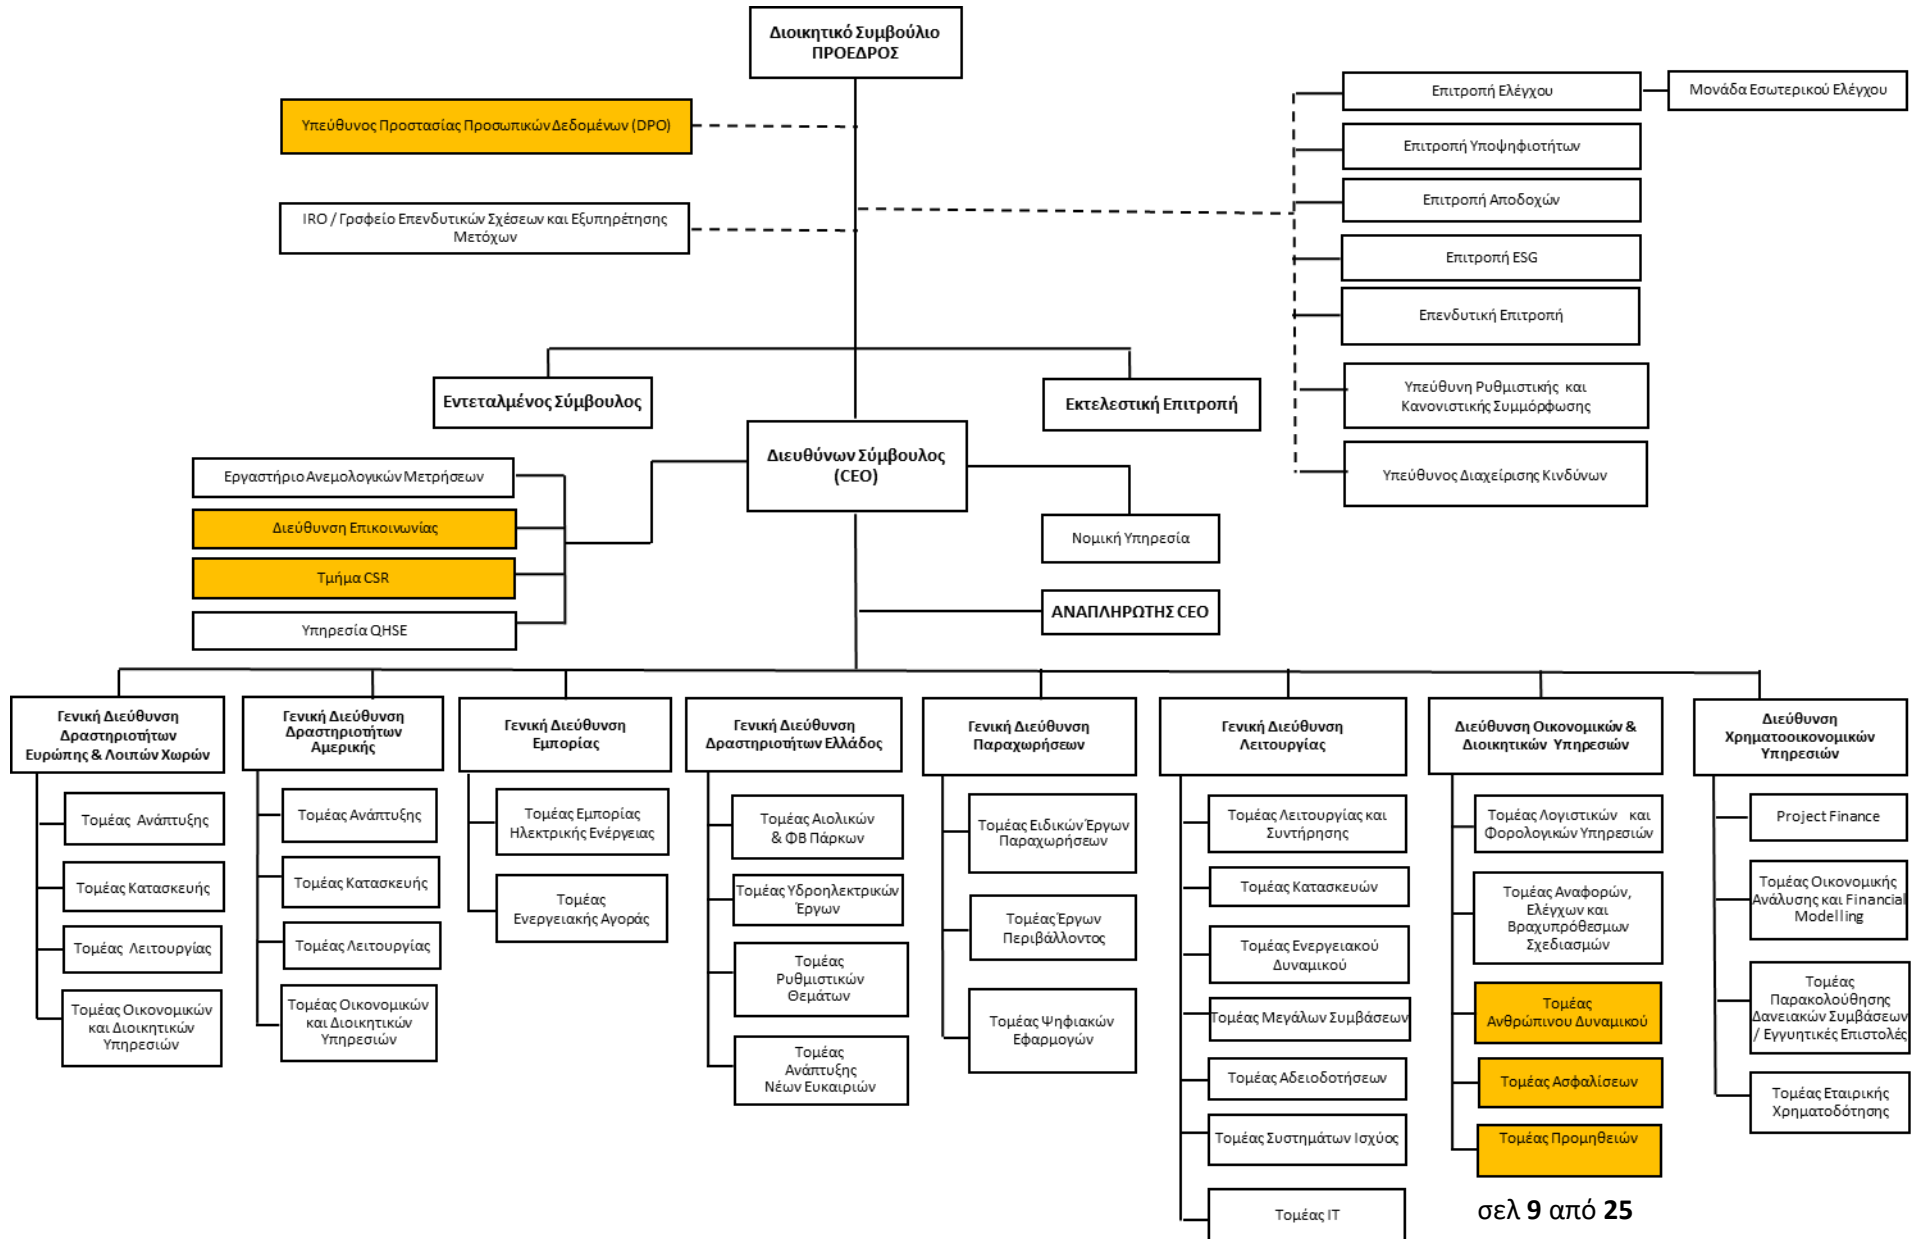 Διοικητικό Συμβούλιο
ΠΡΟΕΔΡΟΣ
Υπεύθυνος Προστασίας Προσωπικών Δεδομένων (DPO)
IRO / Γρσφείο Επενδυτικών Σχέσεων και Εξυπηρέτησης
Μετόχων
Επιτροπή Ελέγχου
Μονάδα Εσωτερικού Ελέγχου
Επιτροπή Υποψηφιοτήτων
Επιτροπή Αποδοχών
Επιτροπή ESG
Επενδυτική Επιτροπή
Υπεύθυνη Ρυθμιστικής και
Κανονιστικής Συμμόρφωσης
Υπεύθυνος Διαχείρισης Κινδύνων
Εντεταλμένος Σύμβουλος
Εκτελεστική Επιτροπή
Διευθύνων Σύμβουλος
(CEO)
Εργαστήριο Ανεμολογικών Μετρήσεων
Διεύθυνση Επικοινωνίας
Τμήμα CSR
Υπηρεσία QHSE
Νομική Υπηρεσία
ΑΝΑΠΛΗΡΩΤΗΣ CEO
Γενική Διεύθυνση
Δραστηριοτήτων
Ευρώπης & Λοιπών Χωρών
Τομέας Ανάπτυξης
Τομέας Κατασκευής
Τομέας Λειτουργίας
Τομέας Οικονομικών
και Διοικητικών
Υπηρεσιών
Γενική Διεύθυνση
Δραστηριοτήτων
Αμερικής
Τομέας Ανάπτυξης
Τομέας Κατασκευής
Τομέας Λειτουργίας
Τομέας Οικονομικών
και Διοικητικών
Υπηρεσιών
Γενική Διεύθυνση
Εμπορίας
Τομέας Εμπορίας
Ηλεκτρικής Ενέργειας
Τομέας
Ενεργειακής Αγοράς
Γενική Διεύθυνση
Δραστηριοτήτων Ελλάδος
Τομέας Αιολικών
& ΦΒ Πάρκων
Τομέας Υδροηλεκτρικών
Έργων
Τομέας
Ρυθμιστικών
Θεμάτων
Τομέας
Ανάπτυξης
Νέων Ευκαιριών
Γενική Διεύθυνση
Παραχωρήσεων
Τομέας Ειδικών Έργων
Παραχωρήσεων
Τομέας Έργων
Περιβάλλοντος
Τομέας Ψηφιακών
Εφαρμογών
Γενική Διεύθυνση
Λειτουργίας
Τομέας Λειτουργίας και
Συντήρησης
Τομέας Κατασκευών
Τομέας Ενεργειακού
Δυναμικού
Τομέας Μεγάλων Συμβάσεων
Τομέας Αδειοδοτήσεων
Τομέας Συστημάτων Ισχύος
Τομέας ΙΤ
Διεύθυνση Οικονομικών &
Διοικητικών Υπηρεσιών
Τομέας Λογιστικών και
Φορολογικών Υπηρεσιών
Τομέας Αναφορών,
Ελέγχων και
Βραχυπρόθεσμων
Σχεδιασμών
Τομέας
Ανθρώπινου Δυναμικού
Τομέας Ασφαλίσεων
Τομέας Προμηθειών
Διεύθυνση
Χρηματοοικονομικών
Υπηρεσιών
Project Finance
Τομέας Οικονομικής
Ανάλυσης και Financial
Modelling
Τομέας
Παρακολούθησης
Δανειακών Συμβάσεων
/ Εγγυητικές Επιστολές
Τομέας Εταιρικής
Χρηματοδότησης
σελ 9 από 25